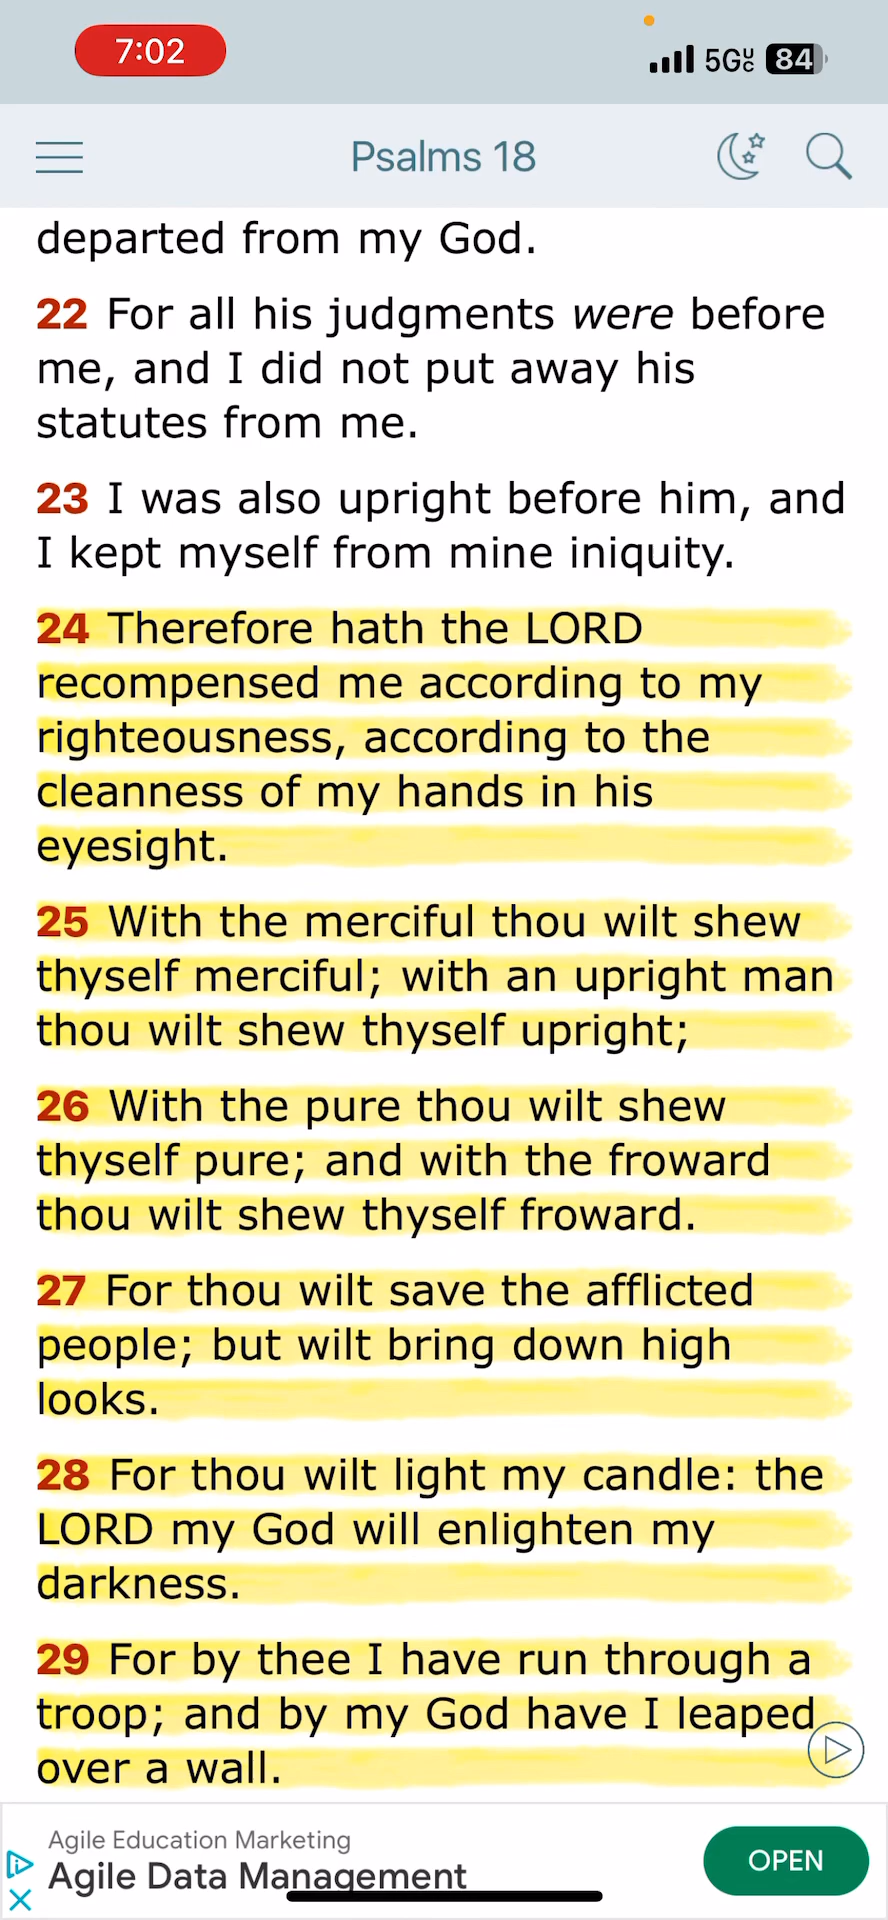 7:02
5G UC 84
Psalms 18
departed from my God.
22 For all his judgments were before
me, and I did not put away his
statutes from me.
23 I was also upright before him, and
I kept myself from mine iniquity.
24 Therefore hath the LORD
recompensed me according to my
righteousness, according to the
cleanness of my hands in his
eyesight.
25 With the merciful thou wilt shew
thyself merciful; with an upright man
thou wilt shew thyself upright;
26 With the pure thou wilt shew
thyself pure; and with the froward
thou wilt shew thyself froward.
27 For thou wilt save the afflicted
people; but wilt bring down high
looks.
28 For thou wilt light my candle: the
LORD my God will enlighten my
darkness.
29 For by thee I have run through a
troop; and by my God have I leaped
over a wall.
Agile Education Marketing
Agile Data Management
OPEN